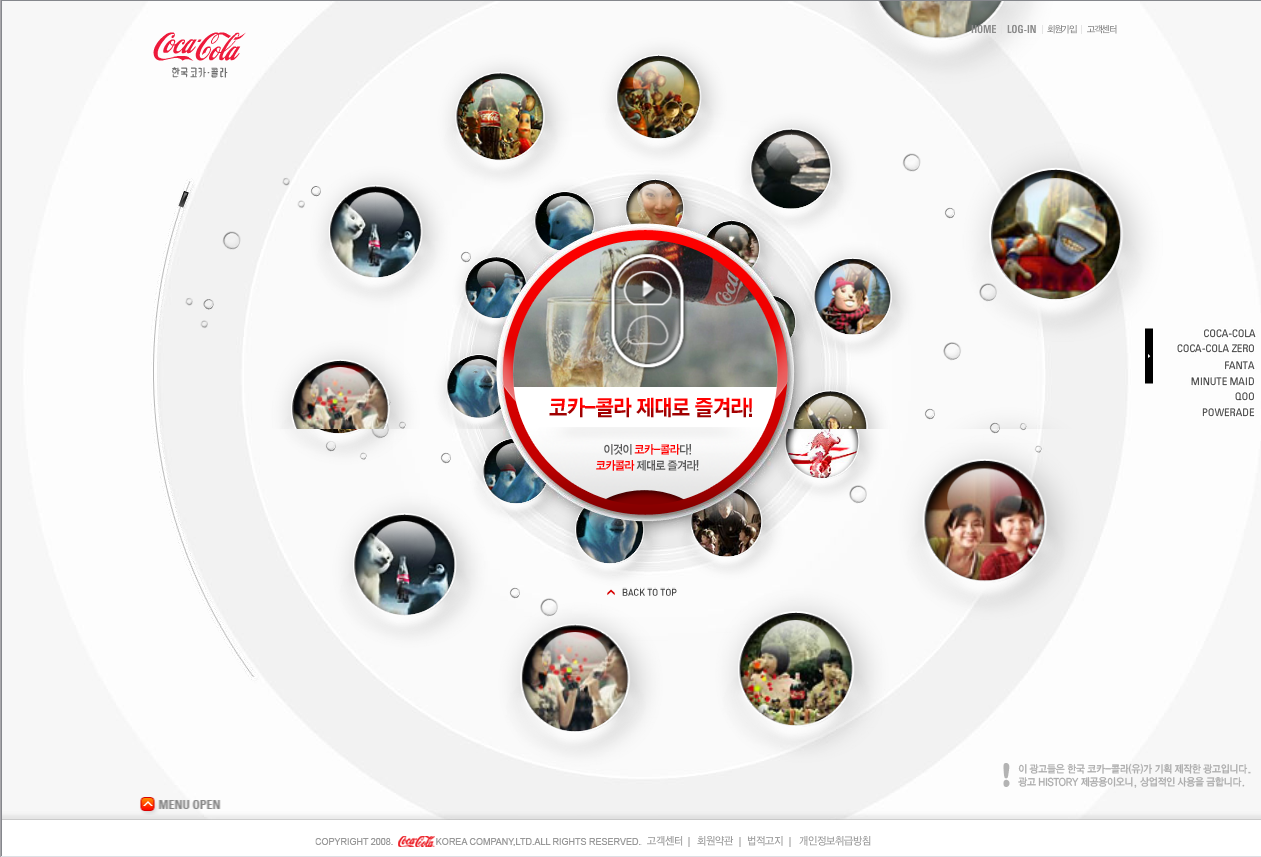 Coca-Cola
한국 코카·콜라
HOME LOG-IN 회원가입 고객센터
COCA-COLA
COCA-COLA ZERO
FANTA
MINUTE MAID
QOO
POWERADE
Coca
코카-콜라 제대로 즐겨라!
이것이 코카-콜라다!
코카콜라 제대로 즐겨라!
BACK TO TOP
이 광고들은 한국 코카-콜라(유)가 기획 제작한 광고입니다.
광고 HISTORY 제공용이오니, 상업적인 사용을 금합니다.
MENU OPEN
COPYRIGHT 2008. Coca-Cola KOREA COMPANY,LTD.ALL RIGHTS RESERVED. 고객센터 | 회원약관 | 법적고지 | 개인정보취급방침